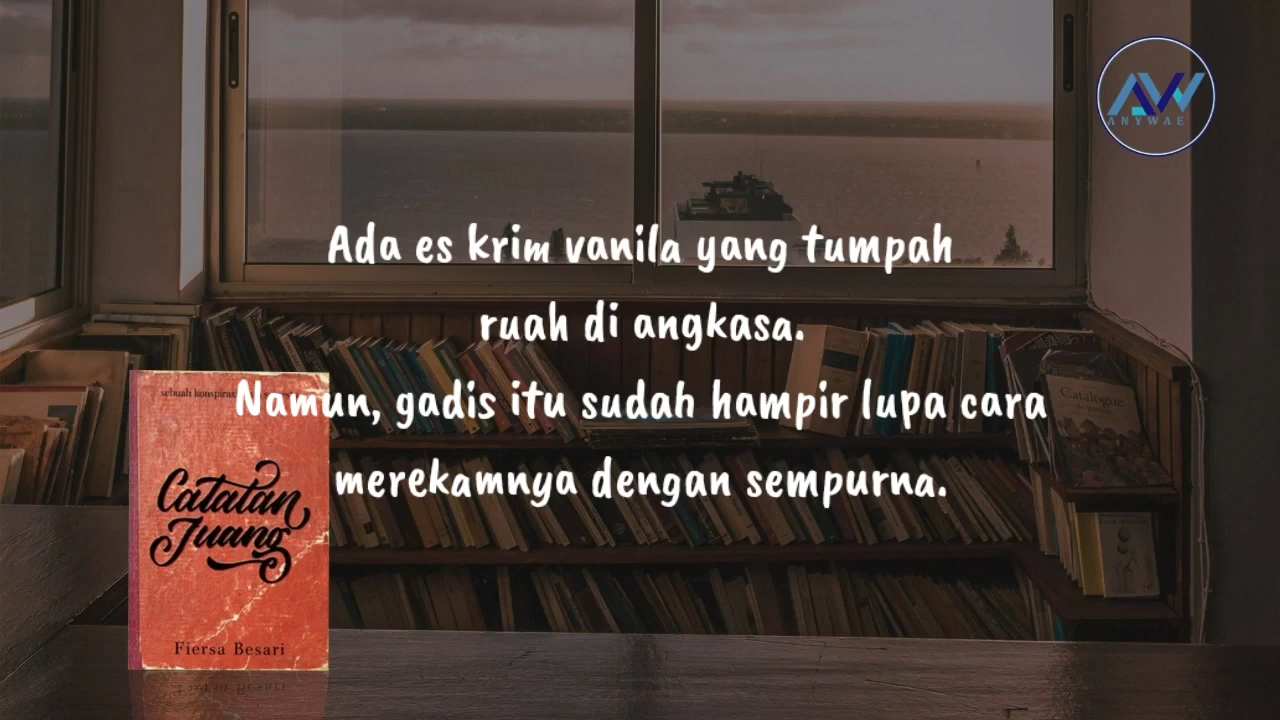 AW
ANYWAE
Ada es krim vanila yang tumpah
ruah di angkasa.
Namun, gadis itu sudah hampir lupa cara
merekamnya dengan sempurna.
sebuah konspirasi
Catatan
Juang
Fiersa Besari
Catalogue